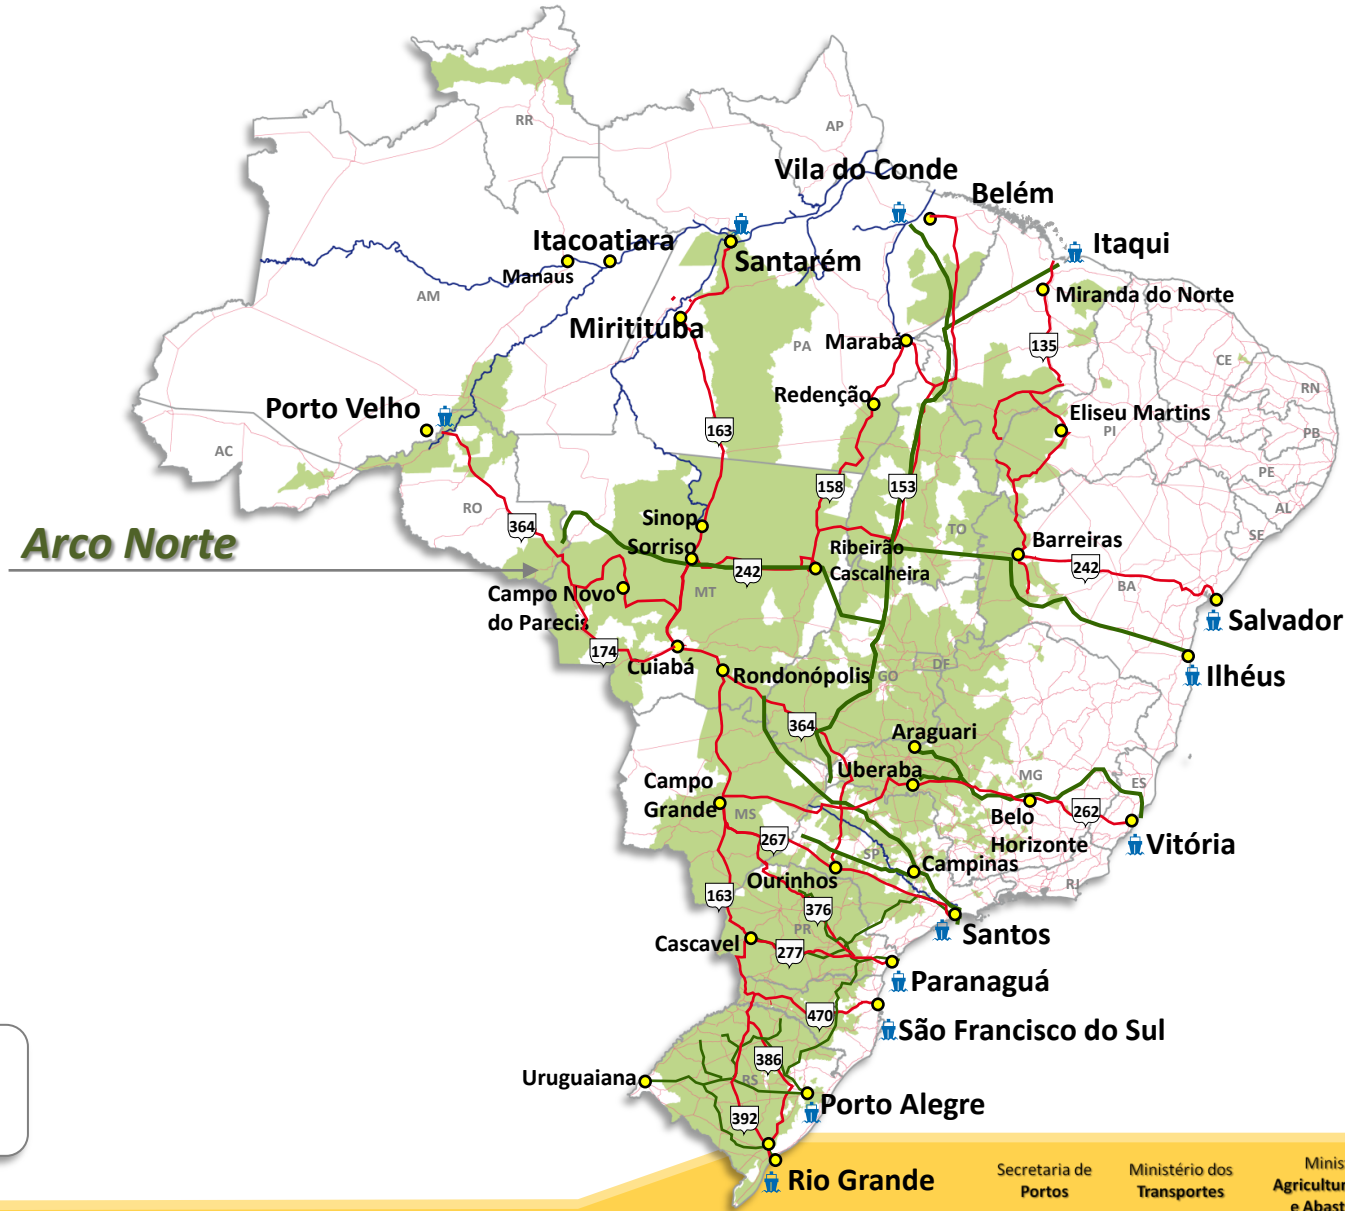 RR
AP
Vila do Conde
Belém
Itacoatiara
Manaus
Santarém
Itaqui
Miranda do Norte
AM
Miritituba
PA
Marabá
135
CE
RN
Redenção
Porto Velho
Eliseu Martins
PI
PB
163
AC
PE
158
153
RO
364
Sinop
TO
AL
SE
Arco Norte
Sorriso
Ribeirão
Cascalheira
Barreiras
242
242
BA
MT
Campo Novo
do Parecis
Salvador
174
Cuiabá
Rondonópolis
DF
GO
Ilhéus
364
Araguari
Uberaba
MG
ES
Campo
Grande
MS
Belo
Horizonte
262
Vitória
267
SP
Campinas
RJ
Ourinhos
163
376
PR
Santos
Cascavel
277
Paranaguá
470
São Francisco do Sul
386
Uruguaiana
RS
Porto Alegre
392
Rio Grande
Secretaria de
Portos
Ministério dos
Transportes